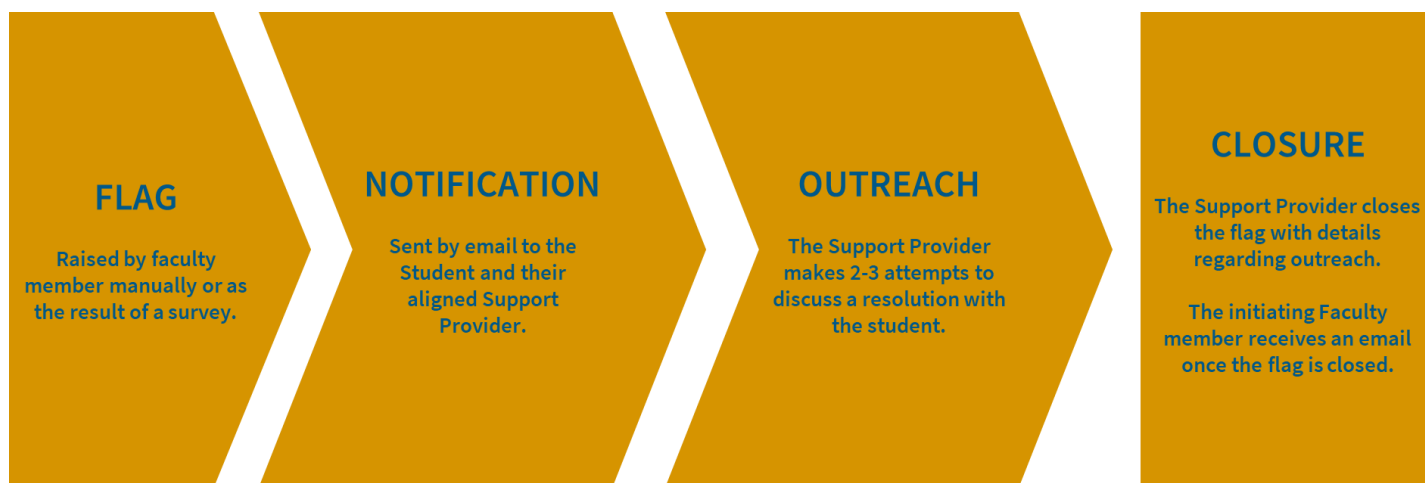 FLAG
Raised by faculty
member manually or as
the result of a survey.
NOTIFICATION
Sent by email to the
Student and their
aligned Support
Provider.
OUTREACH
The Support Provider
makes 2-3 attempts to
discuss a resolution with
the student.
CLOSURE
The Support Provider closes
the flag with details
regarding outreach.
The initiating Faculty
member receives an email
once the flag is closed.